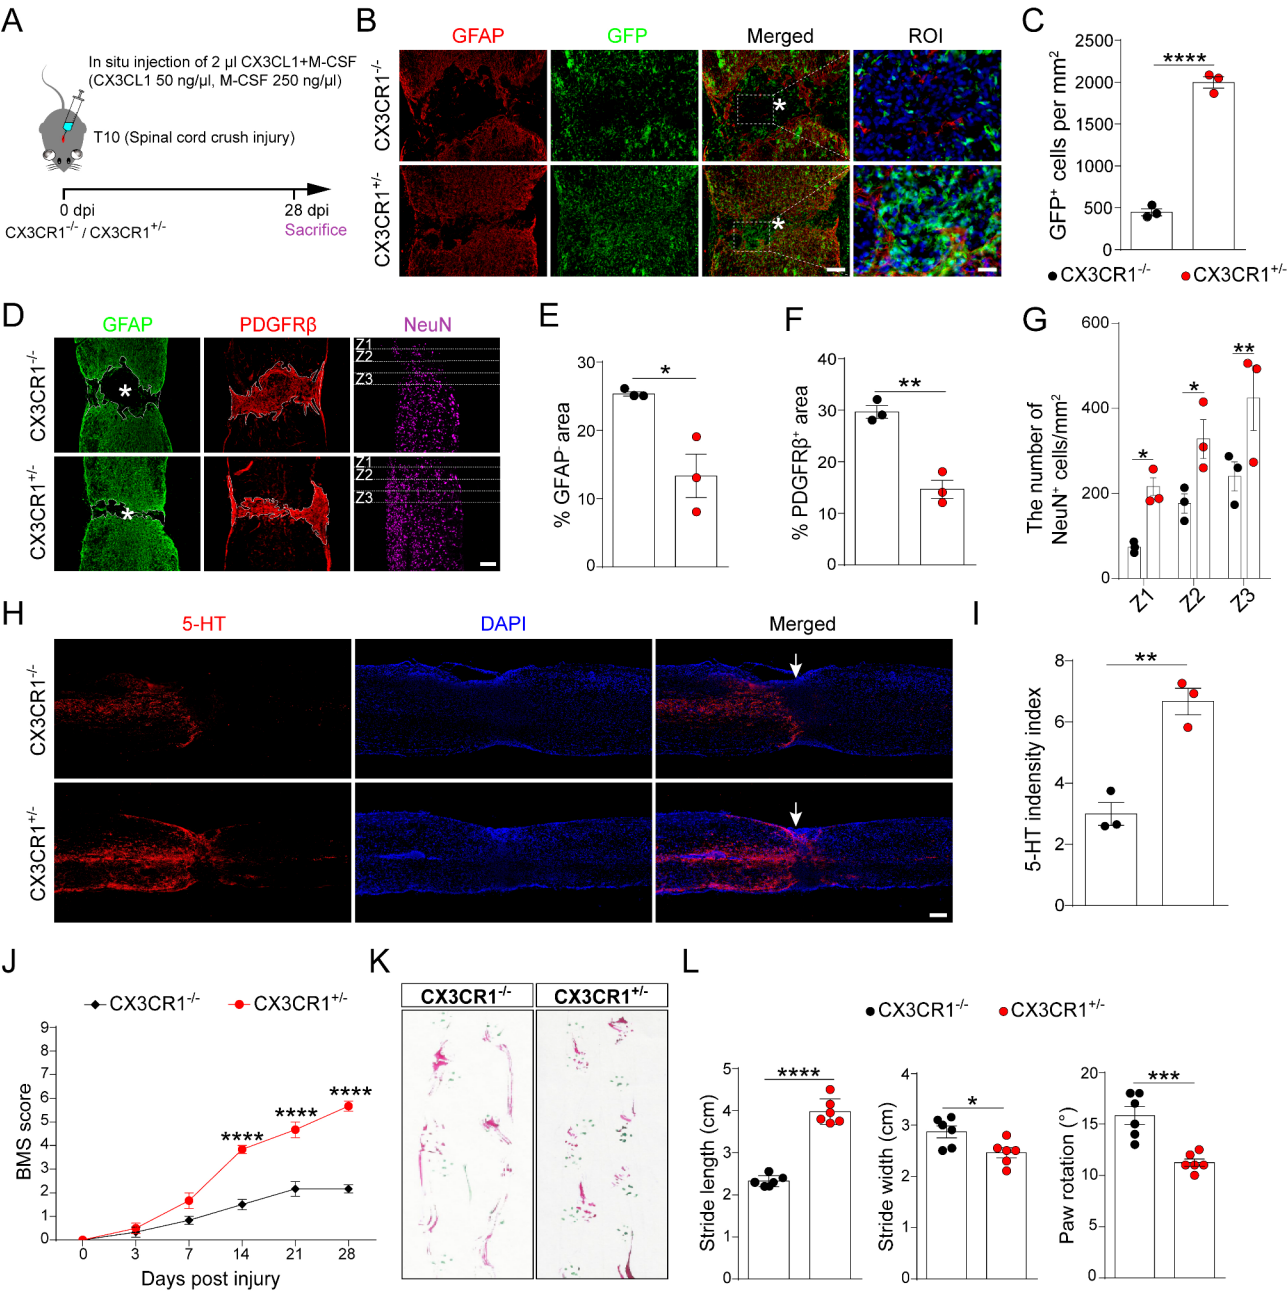 A
In situ injection of 2 µl CX3CL1+M-CSF
(CX3CL1 50 ng/µl, M-CSF 250 ng/µl)
T10 (Spinal cord crush injury)
0 dpi
28 dpi
CX3CR1-/- / CX3CR1+/-
Sacrifice
B
GFAP
GFP
Merged
ROI
CX3CR1-/-
*
CX3CR1+/-
*
C
GFP+ cells per mm2
2500
2000
1500
1000
500
0
****
CX3CR1-/-
CX3CR1+/-
D
GFAP
PDGFRβ
NeuN
CX3CR1-/-
*
Z1
Z2
Z3
CX3CR1+/-
*
Z1
Z2
Z3
E
% GFAP- area
30
20
10
0
*
F
% PDGFRβ+ area
40
30
20
10
0
**
G
The number of
NeuN+ cells/mm2
600
400
200
0
*
*
**
Z1
Z2
Z3
H
5-HT
DAPI
Merged
CX3CR1-/-
CX3CR1+/-
I
5-HT indensity index
8
6
4
2
0
**
J
CX3CR1-/-
CX3CR1+/-
BMS score
9
8
7
6
5
4
3
2
1
0
****
****
****
0
3
7
14
21
28
Days post injury
K
CX3CR1-/-
CX3CR1+/-
L
CX3CR1-/-
CX3CR1+/-
Stride length (cm)
5
4
3
2
1
0
****
Stride width (cm)
4
3
2
1
0
*
Paw rotation (°)
20
15
10
5
0
***